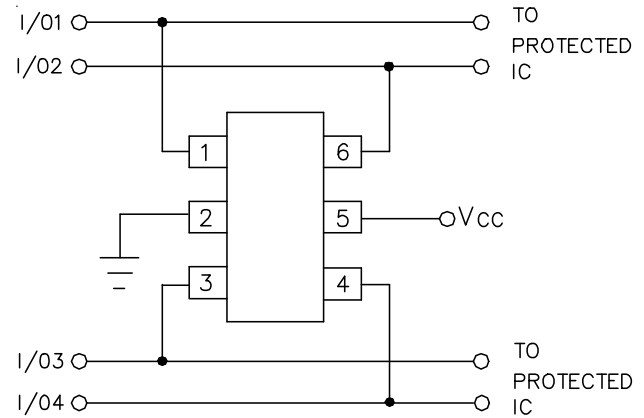 I/01
TO
PROTECTED
I/02
IC
1
6
2
5
VCC
3
4
I/03
TO
PROTECTED
I/04
IC